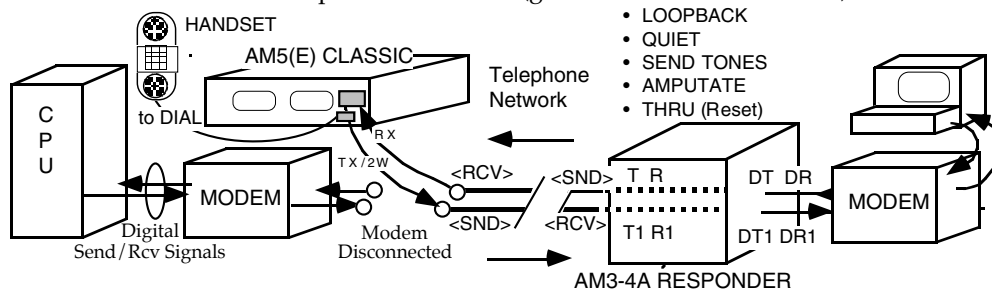 HANDSET
AM5(E) CLASSIC
to DIAL
C
P
U
RX
TX/2W
MODEM
Digital
Send/Rcv Signals
Modem
Disconnected
Telephone
Network
<RCV>
<SND>
<SND>
<RCV>
• LOOPBACK
• QUIET
• SEND TONES
• AMPUTATE
• THRU (Reset)
T R
T1 R1
DT DR
DT1 DR1
AM3-4A RESPONDER
MODEM